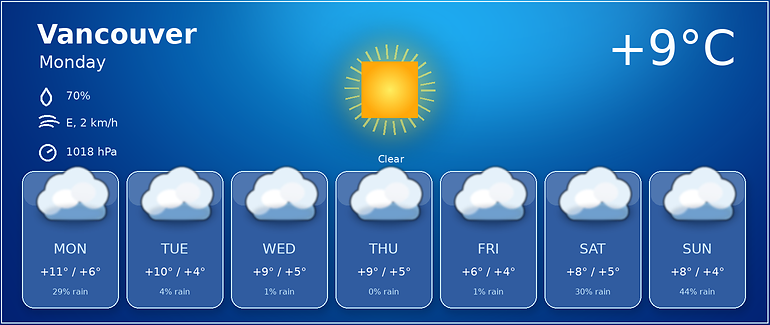 Vancouver
Monday
+9°C
70%
E, 2 km/h
1018 hPa
Clear
MON
+11° / +6°
29% rain
TUE
+10° / +4°
4% rain
WED
+9° / +5°
1% rain
THU
+9° / +5°
0% rain
FRI
+6° / +4°
1% rain
SAT
+8° / +5°
30% rain
SUN
+8° / +4°
44% rain